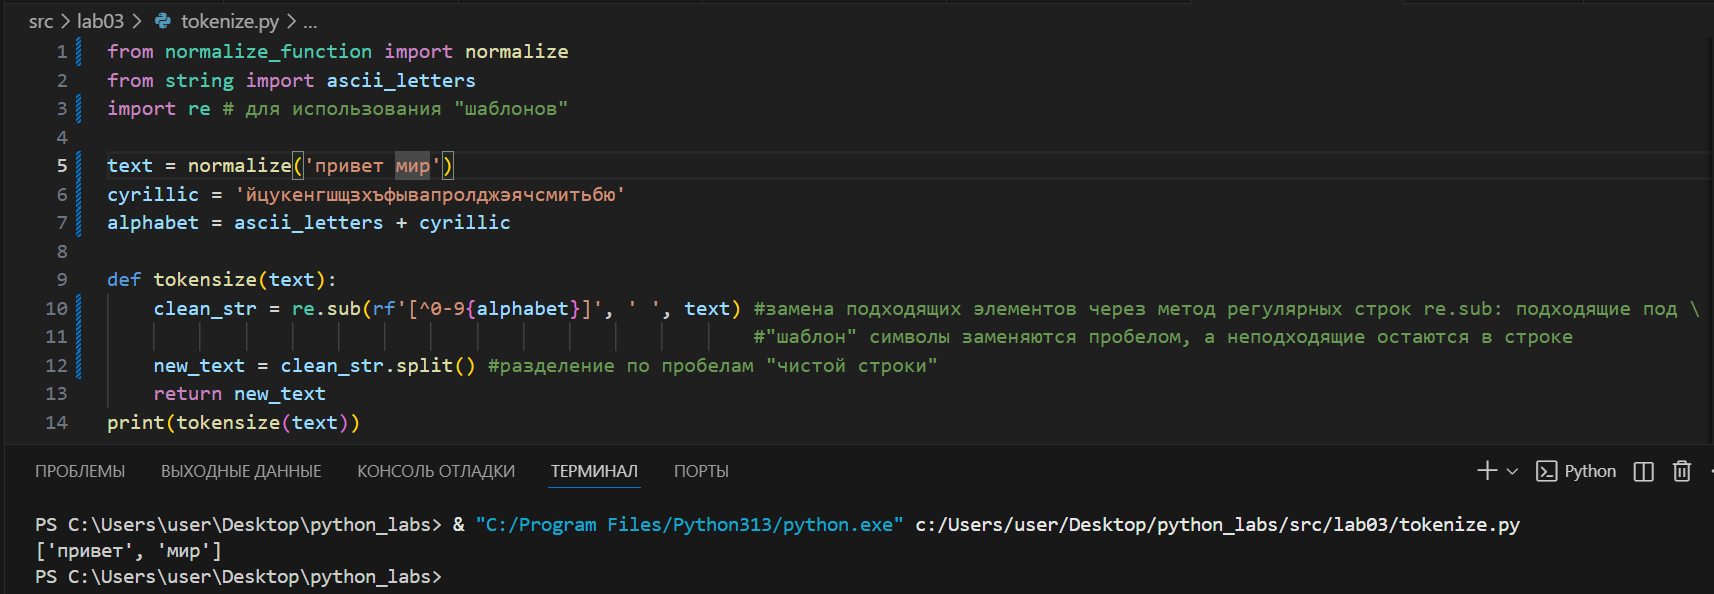 src > lab03 > tokenize.py > ...
1 from normalize_function import normalize
2 from string import ascii_letters
3 import re # для использования "шаблонов"
4
5 text = normalize('привет мир')
6 cyrillic = 'йцукенгшщзхъфывапролджэячсмитьбю'
7 alphabet = ascii_letters + cyrillic
8
9 def tokensize(text):
10 clean_str = re.sub(rf'[^0-9{alphabet}]', ' ', text) #замена подходящих элементов через метод регулярных строк re.sub: подходящие под \
11 #"шаблон" символы заменяются пробелом, а неподходящие остаются в строке
12 new_text = clean_str.split() #разделение по пробелам "чистой строки"
13 return new_text
14 print(tokensize(text))
ПРОБЛЕМЫ ВЫХОДНЫЕ ДАННЫЕ КОНСОЛЬ ОТЛАДКИ ТЕРМИНАЛ ПОРТЫ Python
PS C:\Users\user\Desktop\python_labs> & "C:/Program Files/Python313/python.exe" c:/Users/user/Desktop/python_labs/src/lab03/tokenize.py
['привет', 'мир']
PS C:\Users\user\Desktop\python_labs>